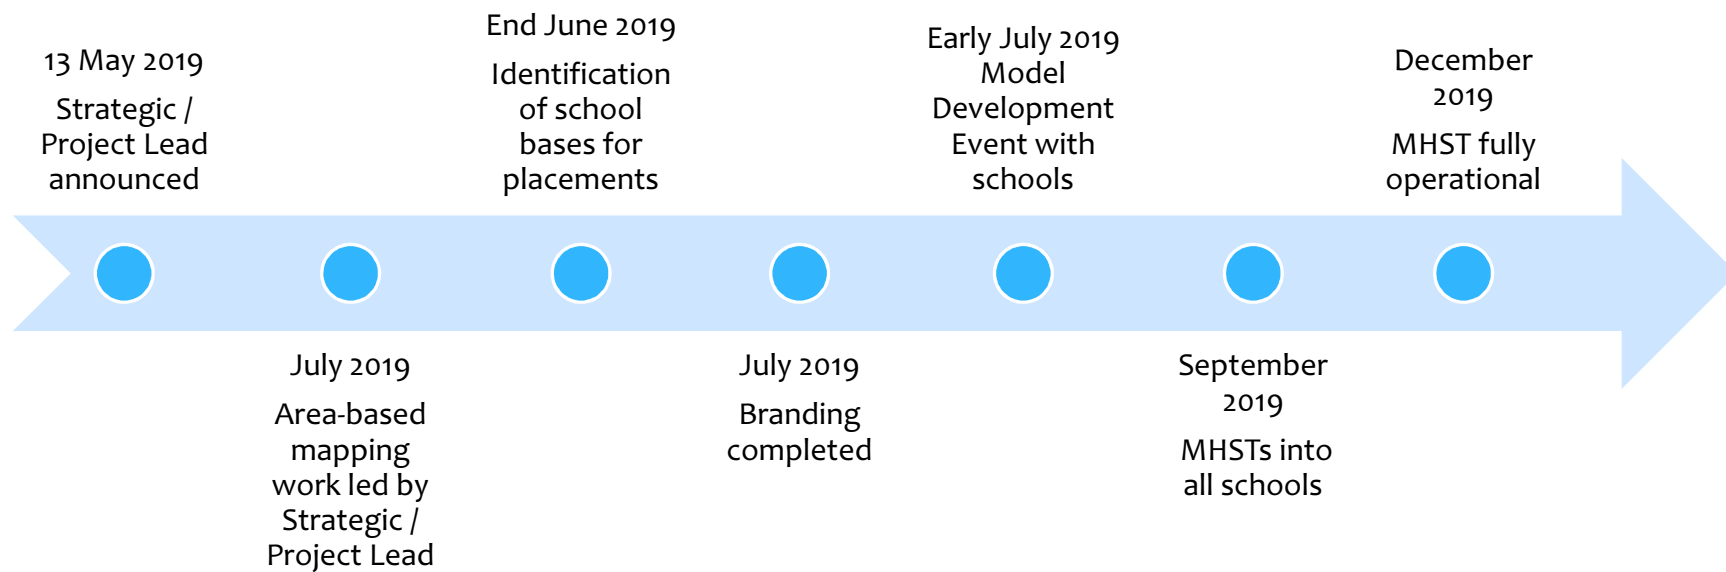 13 May 2019
Strategic /
Project Lead
announced
July 2019
Area-based
mapping
work led by
Strategic /
Project Lead
End June 2019
Identification
of school
bases for
placements
July 2019
Branding
completed
Early July 2019
Model
Development
Event with
schools
September
2019
MHSTs into
all schools
December
2019
MHST fully
operational